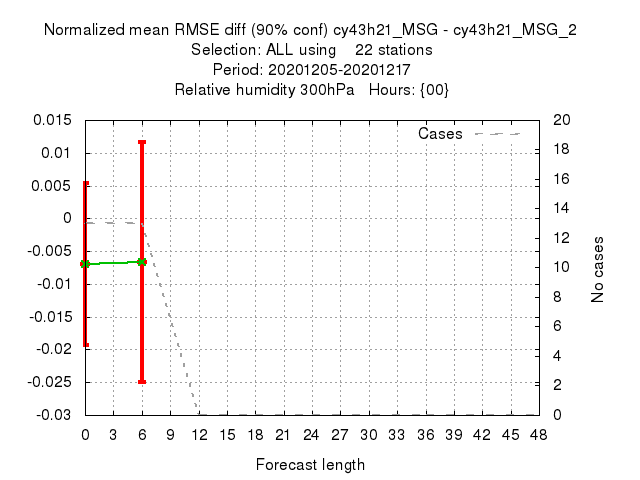 Normalized mean RMSE diff (90% conf) cy43h21_MSG - cy43h21_MSG_2
Selection: ALL using 22 stations
Period: 20201205-20201217
Relative humidity 300hPa Hours: {00}
Cases
0.015
0.01
0.005
0
-0.005
-0.01
-0.015
-0.02
-0.025
-0.03
20
18
16
14
12
10
8
6
4
2
0
No cases
0 3 6 9 12 15 18 21 24 27 30 33 36 39 42 45 48
Forecast length